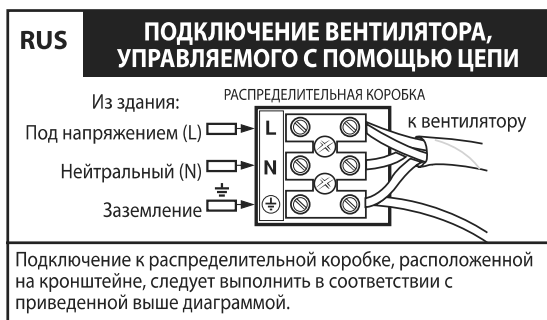 RUS
ПОДКЛЮЧЕНИЕ ВЕНТИЛЯТОРА,
УПРАВЛЯЕМОГО С ПОМОЩЬЮ ЦЕПИ
Из здания:
РАСПРЕДЕЛИТЕЛЬНАЯ КОРОБКА
к вентилятору
Под напряжением (L)
L
Нейтральный (N)
N
Заземление
Подключение к распределительной коробке, расположенной
на кронштейне, следует выполнить в соответствии с
приведенной выше диаграммой.